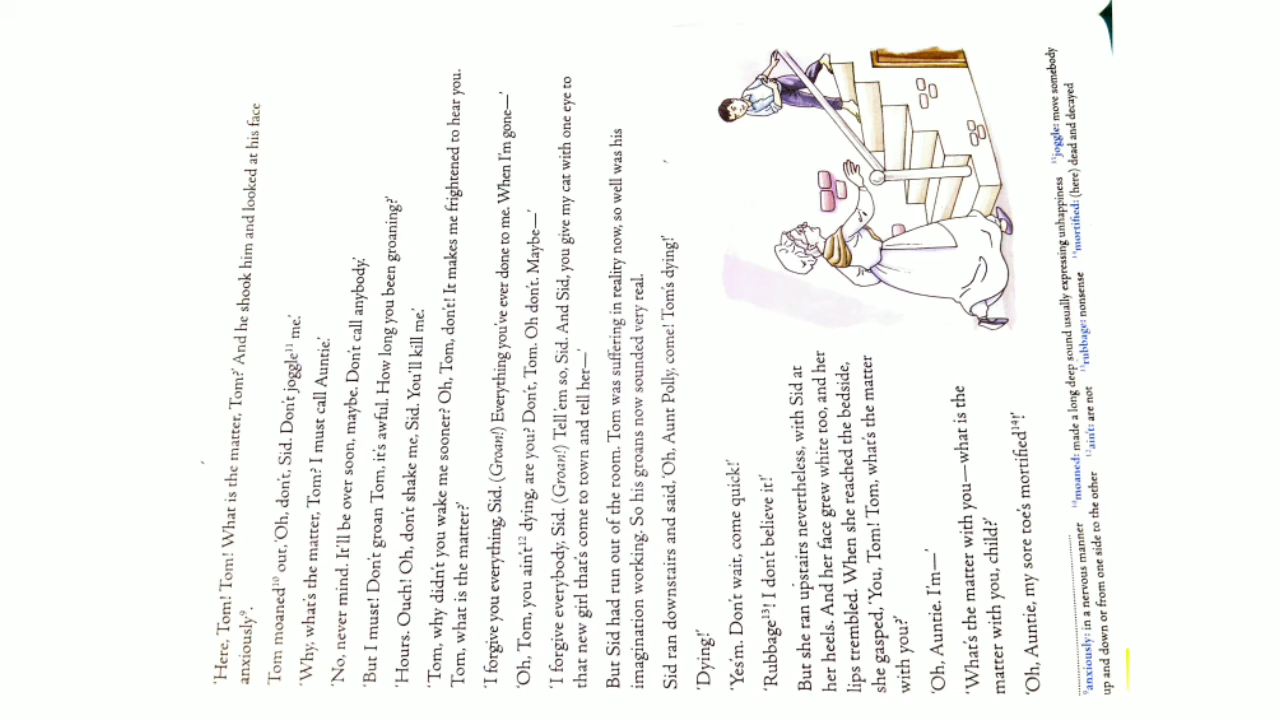 'Here, Tom! Tom! What is the matter, Tom?' And he shook him and looked at his face
anxiously⁹.
Tom moaned¹⁰ out, 'Oh, don't, Sid. Don't joggle¹¹ me.'
'Why, what's the matter, Tom? I must call Auntie.'
'No, never mind. It'll be over soon, maybe. Don't call anybody.'
'But I must! Don't groan Tom, it's awful. How long you been groaning?'
'Hours. Ouch! Oh, don't shake me, Sid. You'll kill me.'
'Tom, why didn't you wake me sooner? Oh, Tom, don't! It makes me frightened to hear you.
Tom, what is the matter?'
'I forgive you everything, Sid. (Groan!) Everything you've ever done to me. When I'm gone—'
'Oh, Tom, you ain't¹² dying, are you? Don't, Tom. Oh don't. Maybe—'
'I forgive everybody, Sid. (Groan!) Tell 'em so, Sid. And Sid, you give my cat with one eye to
that new girl that's come to town and tell her—'
But Sid had run out of the room. Tom was suffering in reality now, so well was his
imagination working. So his groans now sounded very real.
Sid ran downstairs and said, 'Oh, Aunt Polly, come! Tom's dying!'
'Dying!'
'Yes'm. Don't wait, come quick!'
'Rubbage¹³! I don't believe it!'
But she ran upstairs nevertheless, with Sid at
her heels. And her face grew white too, and her
lips trembled. When she reached the bedside,
she gasped, 'You, Tom! Tom, what's the matter
with you?'
'Oh, Auntie. I'm—'
'What's the matter with you—what is the
matter with you, child?'
'Oh, Auntie, my sore toe's mortified¹⁴!'
⁹anxiously: in a nervous manner ¹⁰moaned: made a long deep sound usually expressing unhappiness ¹¹joggle: move somebody
up and down or from one side to the other ¹²ain't: are not ¹³rubbage: nonsense ¹⁴mortified: (here) dead and decayed